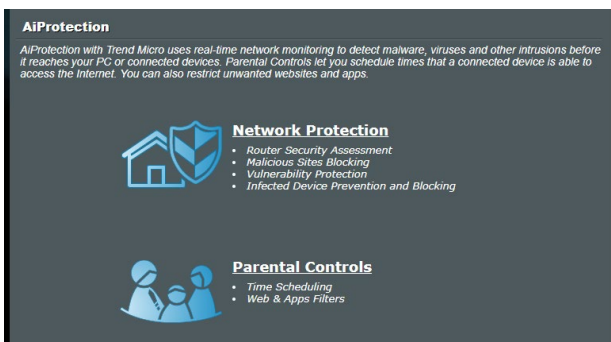 AiProtection
AiProtection with Trend Micro uses real-time network monitoring to detect malware, viruses and other intrusions before
it reaches your PC or connected devices. Parental Controls let you schedule times that a connected device is able to
access the Internet. You can also restrict unwanted websites and apps.
Network Protection
• Router Security Assessment
• Malicious Sites Blocking
• Vulnerability Protection
• Infected Device Prevention and Blocking
Parental Controls
• Time Scheduling
• Web & Apps Filters